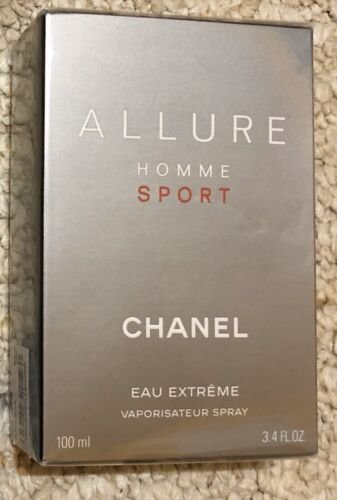 ALLURE
HOMME
SPORT
CHANEL
EAU EXTRÊME
VAPORISATEUR SPRAY
100 ml 3.4 FL.OZ